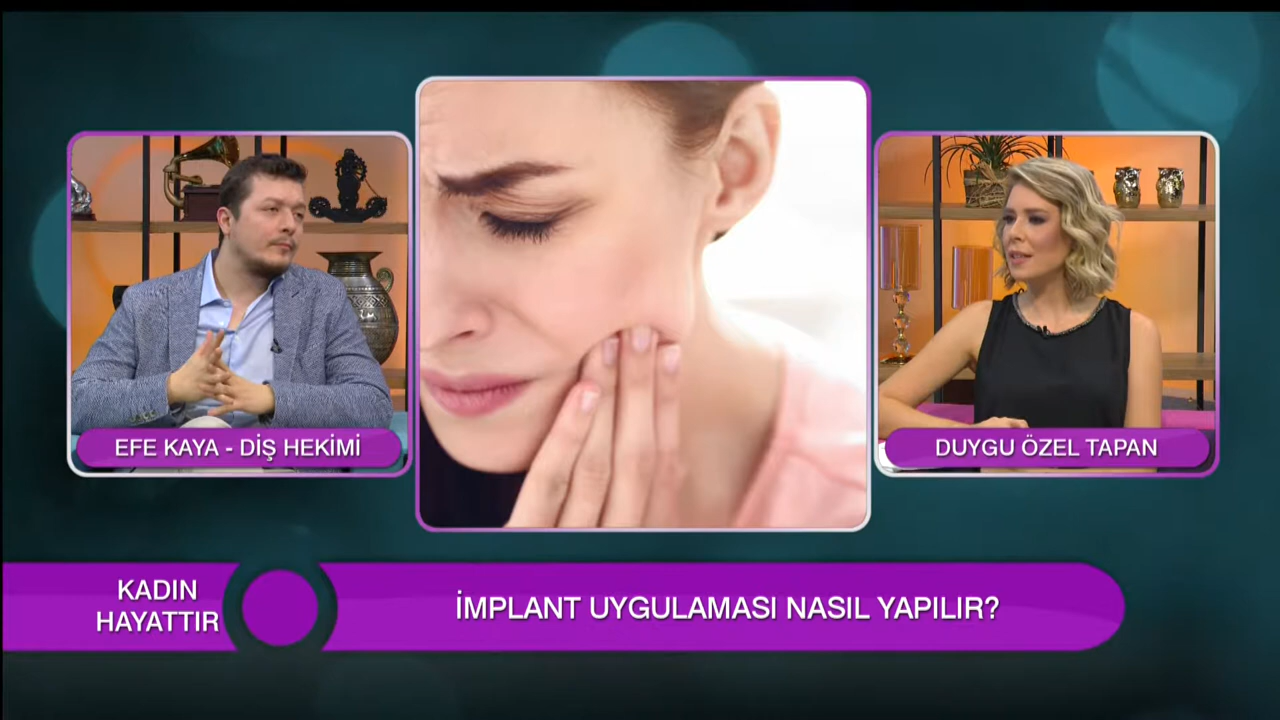 EFE KAYA - DİŞ HEKİMİ
DUYGU ÖZEL TAPAN
KADIN
HAYATTIR
İMPLANT UYGULAMASI NASIL YAPILIR?